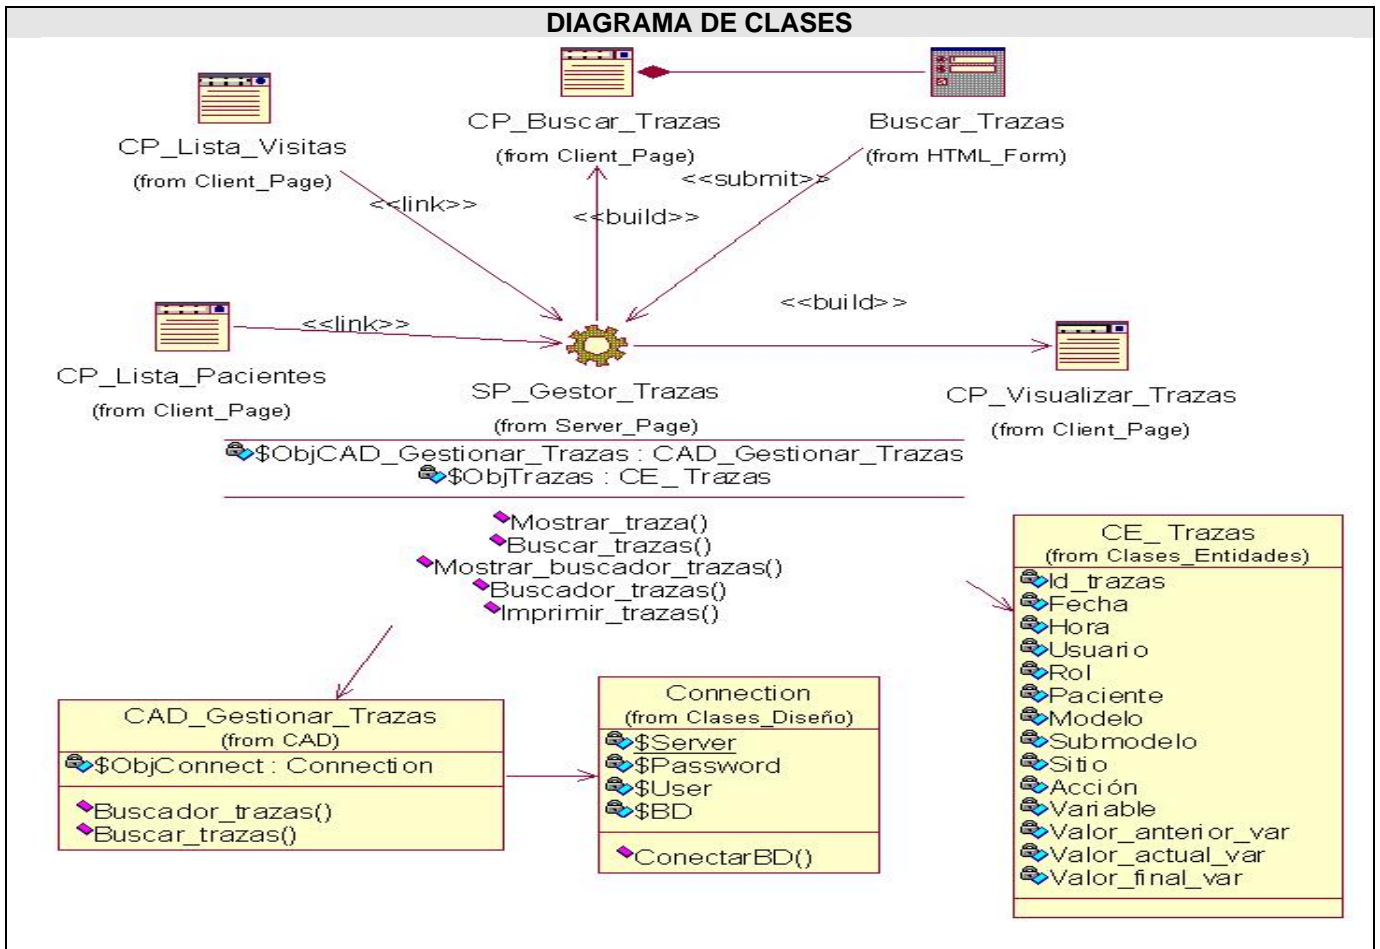 DIAGRAMA DE CLASES
CP_Lista_Visitas
(from Client_Page)
CP_Buscar_Trazas
(from Client_Page)
Buscar_Trazas
(from HTML_Form)
<<link>>
<<build>>
<<submit>>
<<link>>
<<build>>
CP_Lista_Pacientes
(from Client_Page)
SP_Gestor_Trazas
(from Server_Page)
CP_Visualizar_Trazas
(from Client_Page)
$ObjCAD_Gestionar_Trazas : CAD_Gestionar_Trazas
$ObjTrazas : CE_ Trazas
Mostrar_traza()
Buscar_trazas()
Mostrar_buscador_trazas()
Buscador_trazas()
Imprimir_trazas()
CE_ Trazas
(from Clases_Entidades)
Id_trazas
Fecha
Hora
Usuario
Rol
Paciente
Modelo
Submodelo
Sitio
Acción
Variable
Valor_anterior_var
Valor_actual_var
Valor_final_var
CAD_Gestionar_Trazas
(from CAD)
$ObjConnect : Connection
Buscador_trazas()
Buscar_trazas()
Connection
(from Clases_Diseño)
$Server
$Password
$User
$BD
ConectarBD()